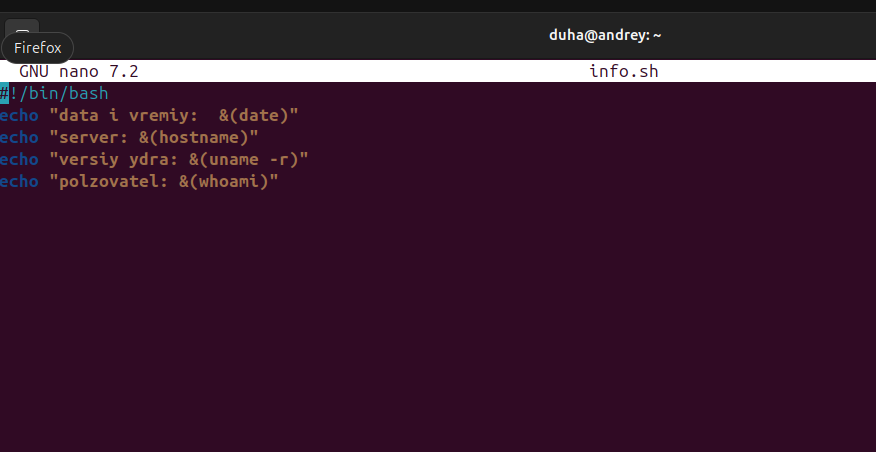 duha@andrey: ~
Firefox
GNU nano 7.2 info.sh
#!/bin/bash
echo "data i vremiy:  &(date)"
echo "server: &(hostname)"
echo "versiy ydra: &(uname -r)"
echo "polzovatel: &(whoami)"